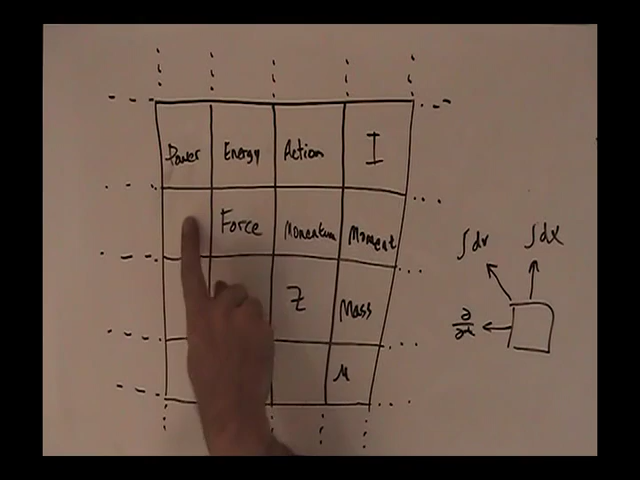 Power Energy Action I
Force Momentum Moment
Z Mass
μ
∫dv ∫dx